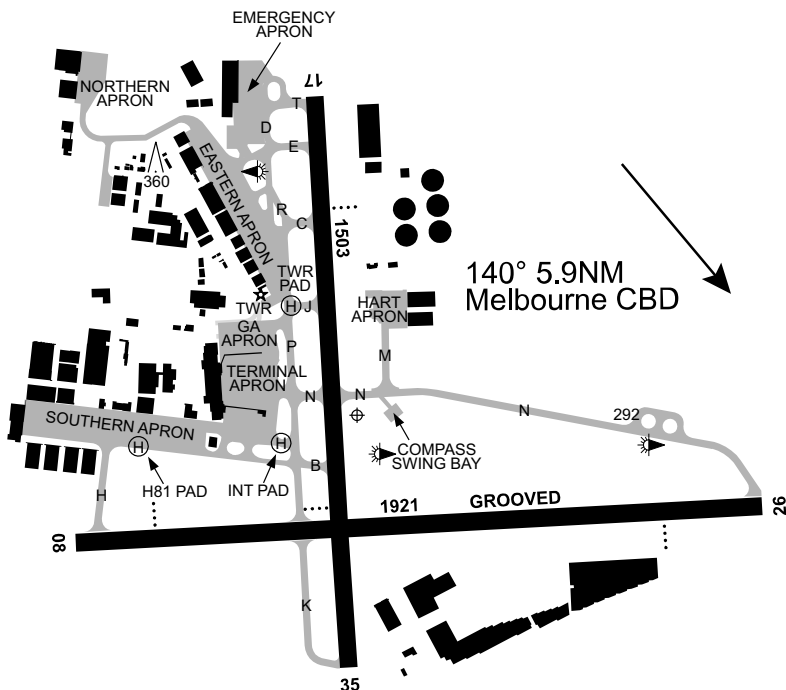 EMERGENCY
APRON
17
NORTHERN
APRON
T
D
E
360
EASTERN APRON
R
C
1503
140° 5.9NM
Melbourne CBD
TWR
PAD
H
J
TWR
HART
APRON
GA
APRON
P
M
TERMINAL
APRON
N
N
N
292
SOUTHERN APRON
H
H
COMPASS
SWING BAY
B
H81 PAD
INT PAD
H
1921
GROOVED
26
08
K
35